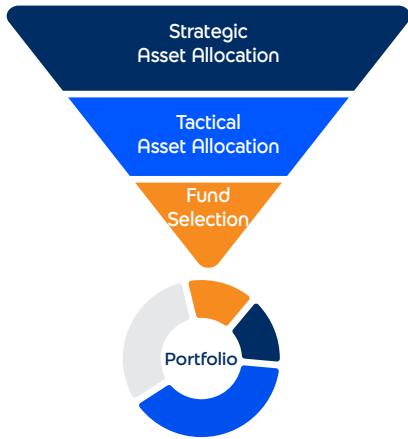 Strategic
Asset Allocation
Tactical
Asset Allocation
Fund
Selection
Portfolio